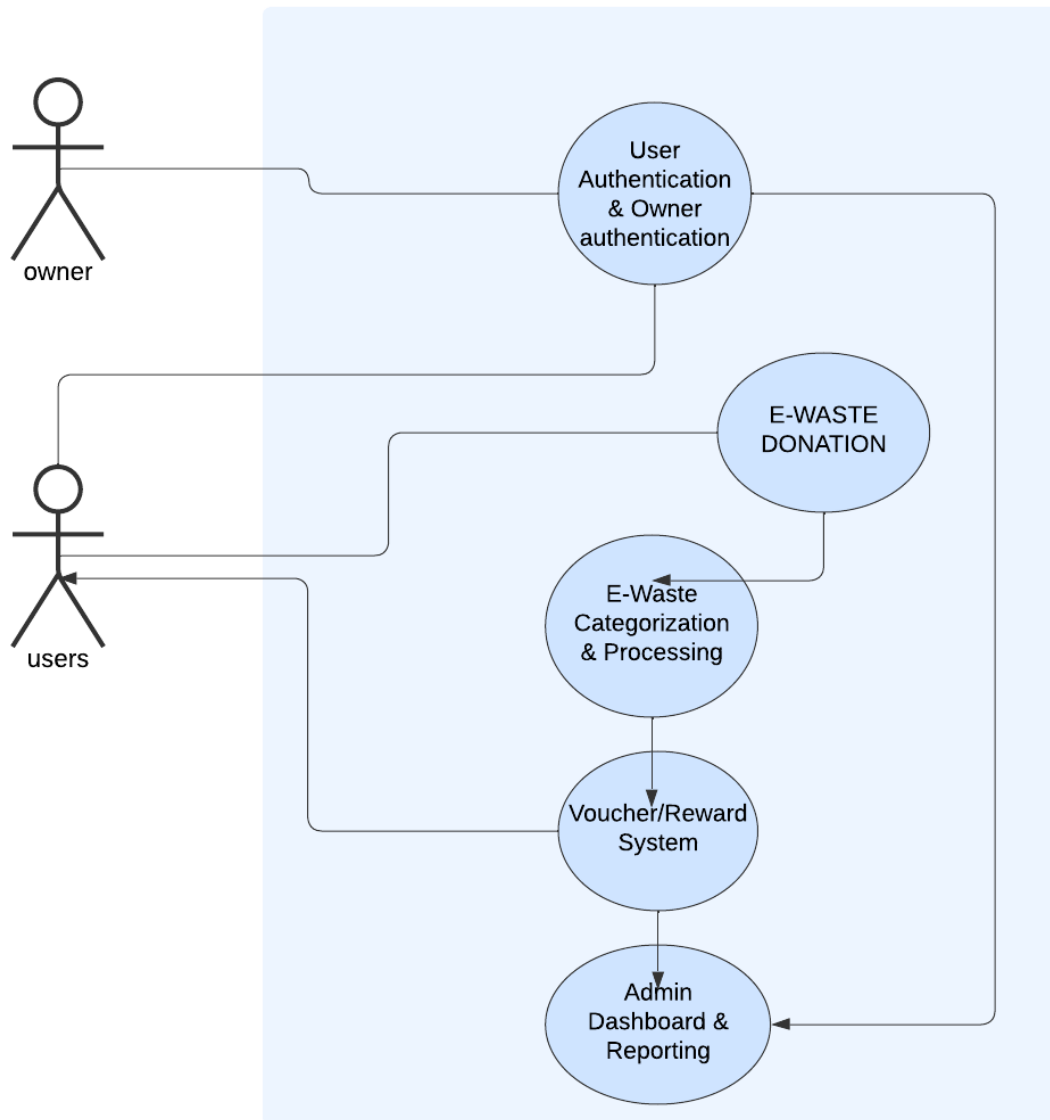 User
Authentication
& Owner
authentication
owner
E-WASTE
DONATION
E-Waste
Categorization
& Processing
users
Voucher/Reward
System
Admin
Dashboard &
Reporting